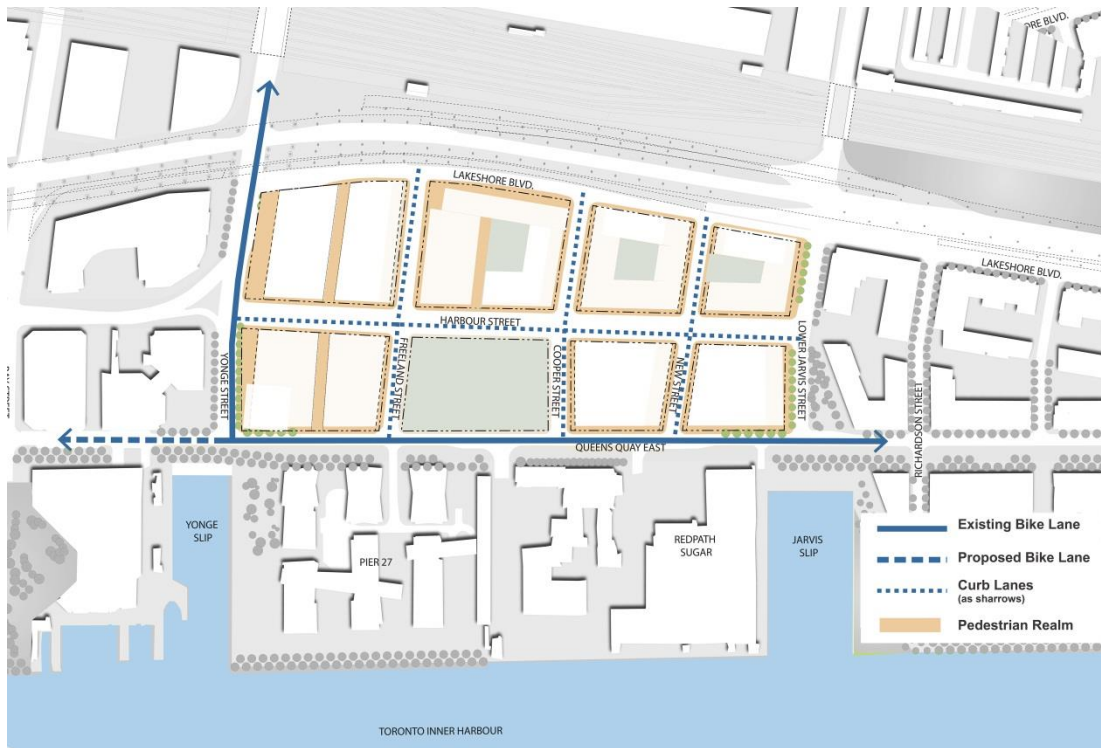 ORE BLVD.
LAKESHORE BLVD.
LAKESHORE BLVD.
HARBOUR STREET
YONGE STREET
FREELAND STREET
COOPER STREET
NEW STREET
LOWER JARVIS STREET
RICHARDSON STREET
QUEENS QUAY EAST
YONGE
SLIP
PIER 27
REDPATH
SUGAR
JARVIS
SLIP
Existing Bike Lane
Proposed Bike Lane
Curb Lanes
(as sharrows)
Pedestrian Realm
TORONTO INNER HARBOUR